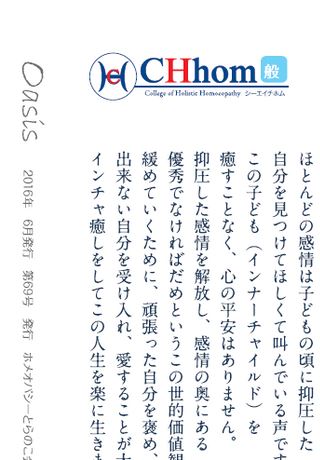 CHhom 般
College of Holistic Homœopathy シーエイチホム
ほとんどの感情は子どもの頃に抑圧した
自分を見つけてほしくて叫んでいる声です
この子ども（インナーチャイルド）を
癒すことなく、心の平安はありません。
抑圧した感情を解放し、感情の奥にある
優秀でなければだめというこの世的価値観
緩めていくために、頑張った自分を褒め、
出来ない自分を受け入れ、愛することが大
インチャ癒しをしてこの人生を楽に生きま
Oasis
2016年 6月発行 第69号 発行 ホメオパシーとらのこ会